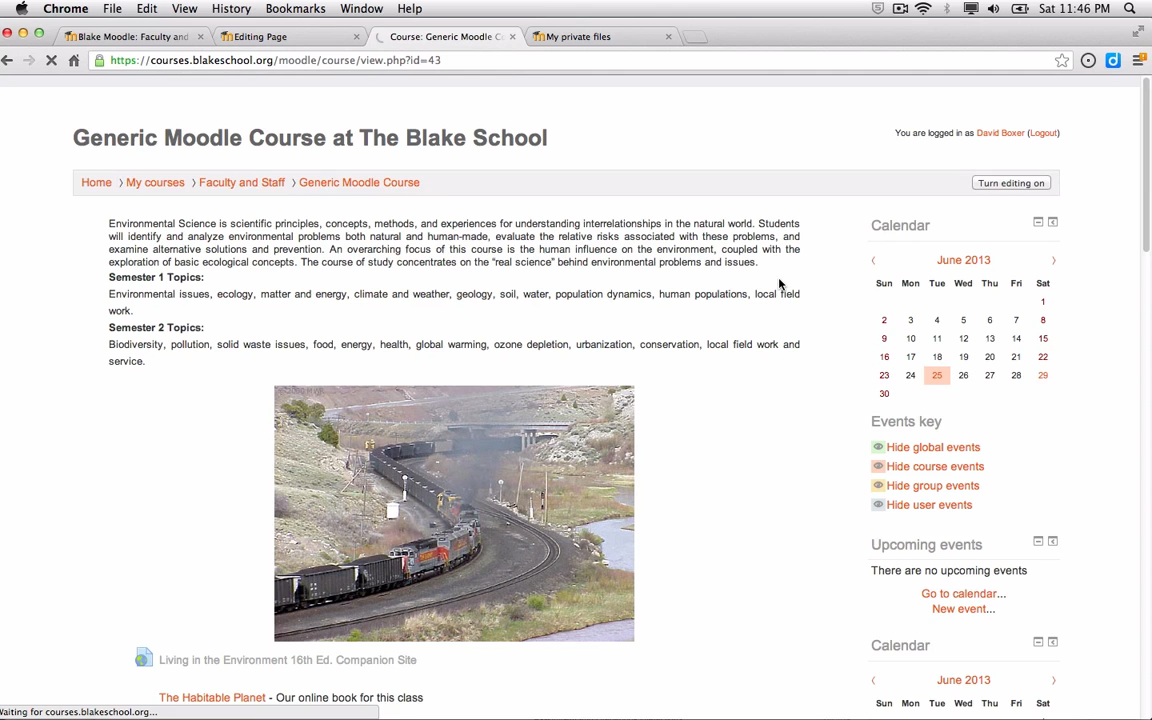 Chrome File Edit View History Bookmarks Window Help Sat 11:46 PM
Blake Moodle: Faculty and Editing Page Course: Generic Moodle C My private files
https://courses.blakeschool.org/moodle/course/view.php?id=43
Generic Moodle Course at The Blake School
You are logged in as David Boxer (Logout)
Home My courses Faculty and Staff Generic Moodle Course
Turn editing on
Environmental Science is scientific principles, concepts, methods, and experiences for understanding interrelationships in the natural world. Students
will identify and analyze environmental problems both natural and human-made, evaluate the relative risks associated with these problems, and
examine alternative solutions and prevention. An overarching focus of this course is the human influence on the environment, coupled with the
exploration of basic ecological concepts. The course of study concentrates on the “real science” behind environmental problems and issues.
Semester 1 Topics:
Environmental issues, ecology, matter and energy, climate and weather, geology, soil, water, population dynamics, human populations, local field
work.
Semester 2 Topics:
Biodiversity, pollution, solid waste issues, food, energy, health, global warming, ozone depletion, urbanization, conservation, local field work and
service.
Living in the Environment 16th Ed. Companion Site
The Habitable Planet - Our online book for this class
Calendar
June 2013
Sun Mon Tue Wed Thu Fri Sat
1
2 3 4 5 6 7 8
9 10 11 12 13 14 15
16 17 18 19 20 21 22
23 24 25 26 27 28 29
30
Events key
Hide global events
Hide course events
Hide group events
Hide user events
Upcoming events
There are no upcoming events
Go to calendar...
New event...
Calendar
June 2013
Sun Mon Tue Wed Thu Fri Sat
Waiting for courses.blakeschool.org...